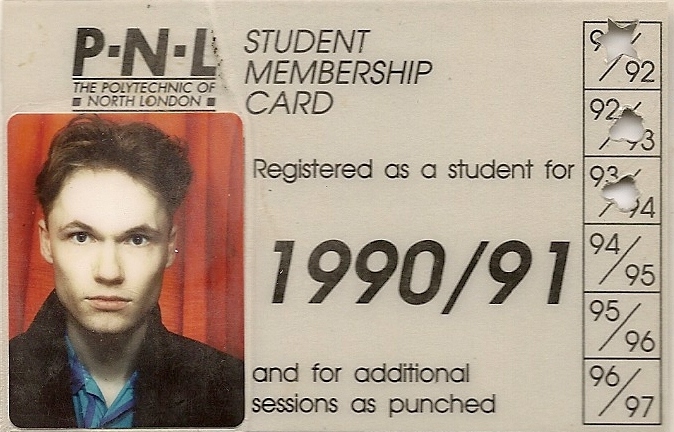 P·N·L
THE POLYTECHNIC OF
■ NORTH LONDON ■
STUDENT
MEMBERSHIP
CARD
Registered as a student for
1990/91
and for additional
sessions as punched
/92
92/
93/
94/95
95/96
96/97